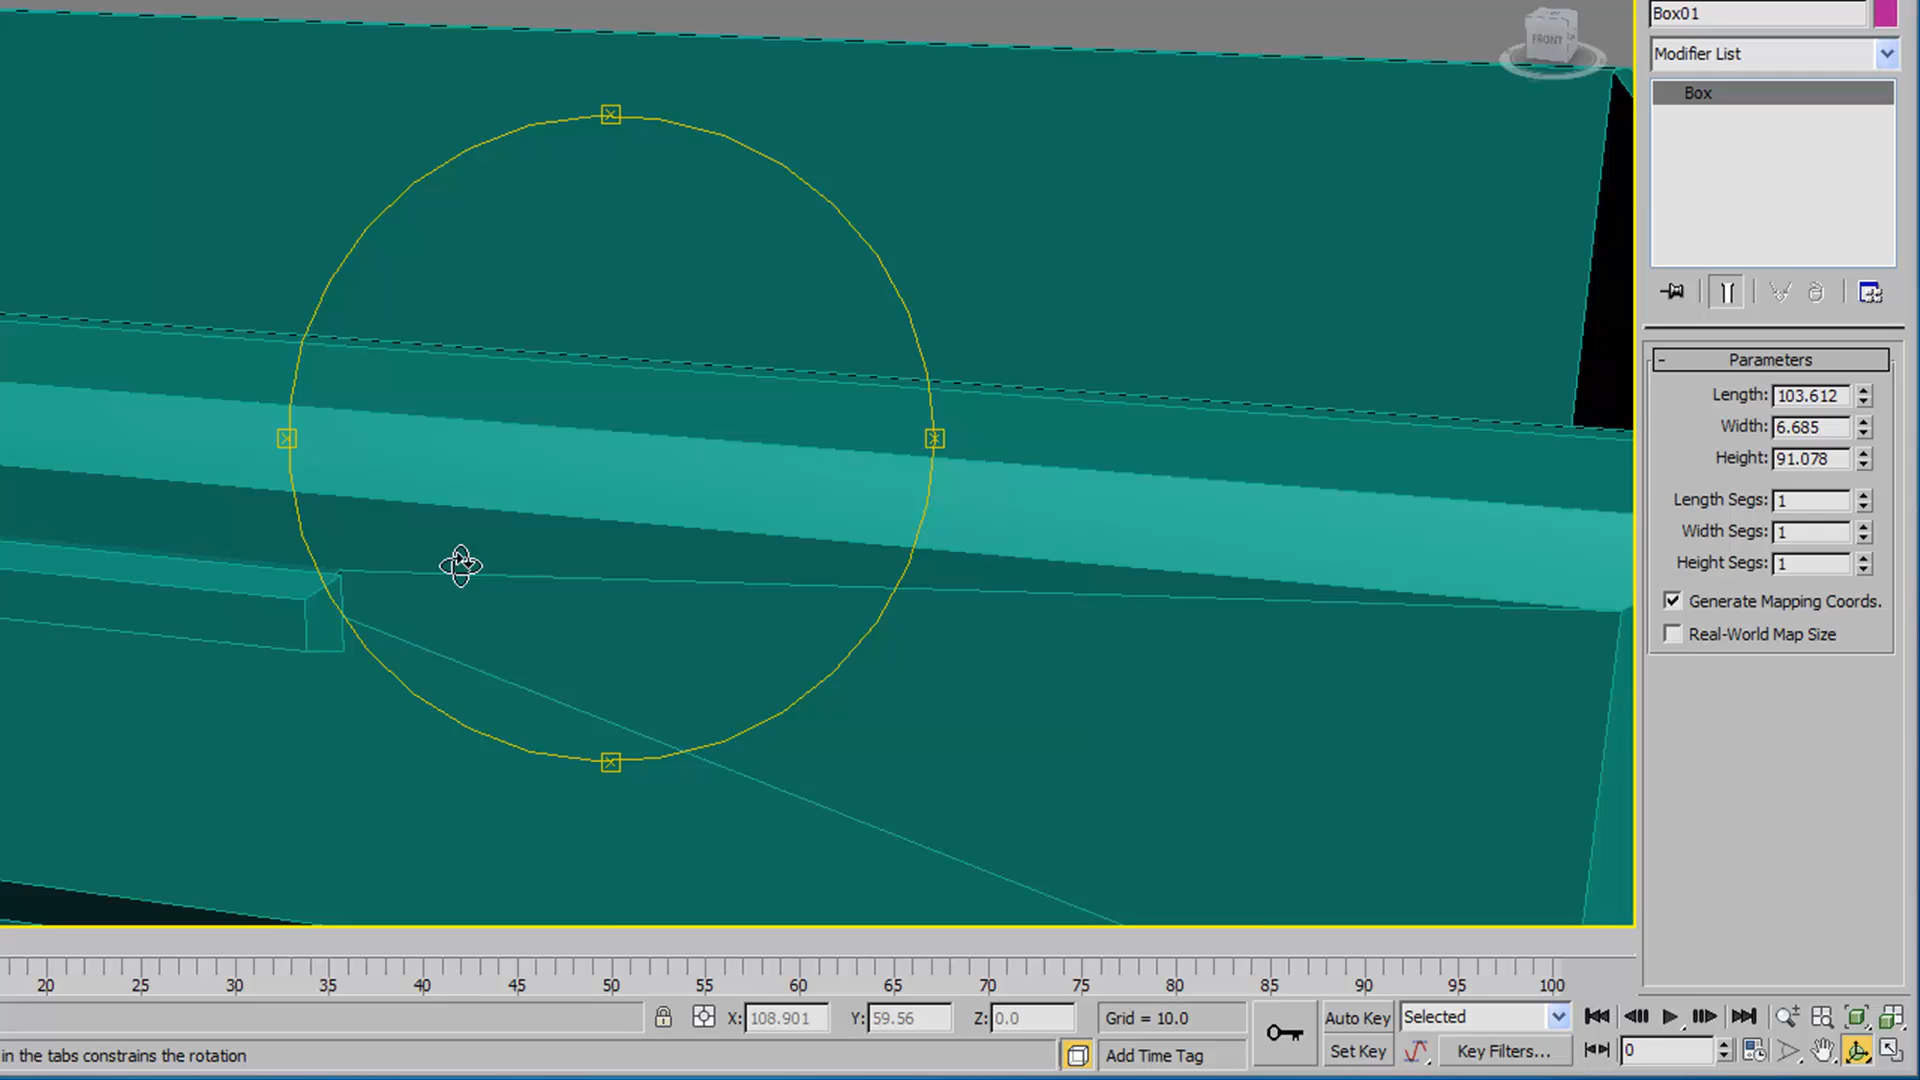 Box01
FRONT
Modifier List
Box
- Parameters
Length: 103.612
Width: 6.685
Height: 91.078
Length Segs: 1
Width Segs: 1
Height Segs: 1
Generate Mapping Coords.
Real-World Map Size
20 25 30 35 40 45 50 55 60 65 70 75 80 85 90 95 100
X: 108.901 Y: 59.56 Z: 0.0 Grid = 10.0 Auto Key Selected
in the tabs constrains the rotation Add Time Tag Set Key Key Filters... 0